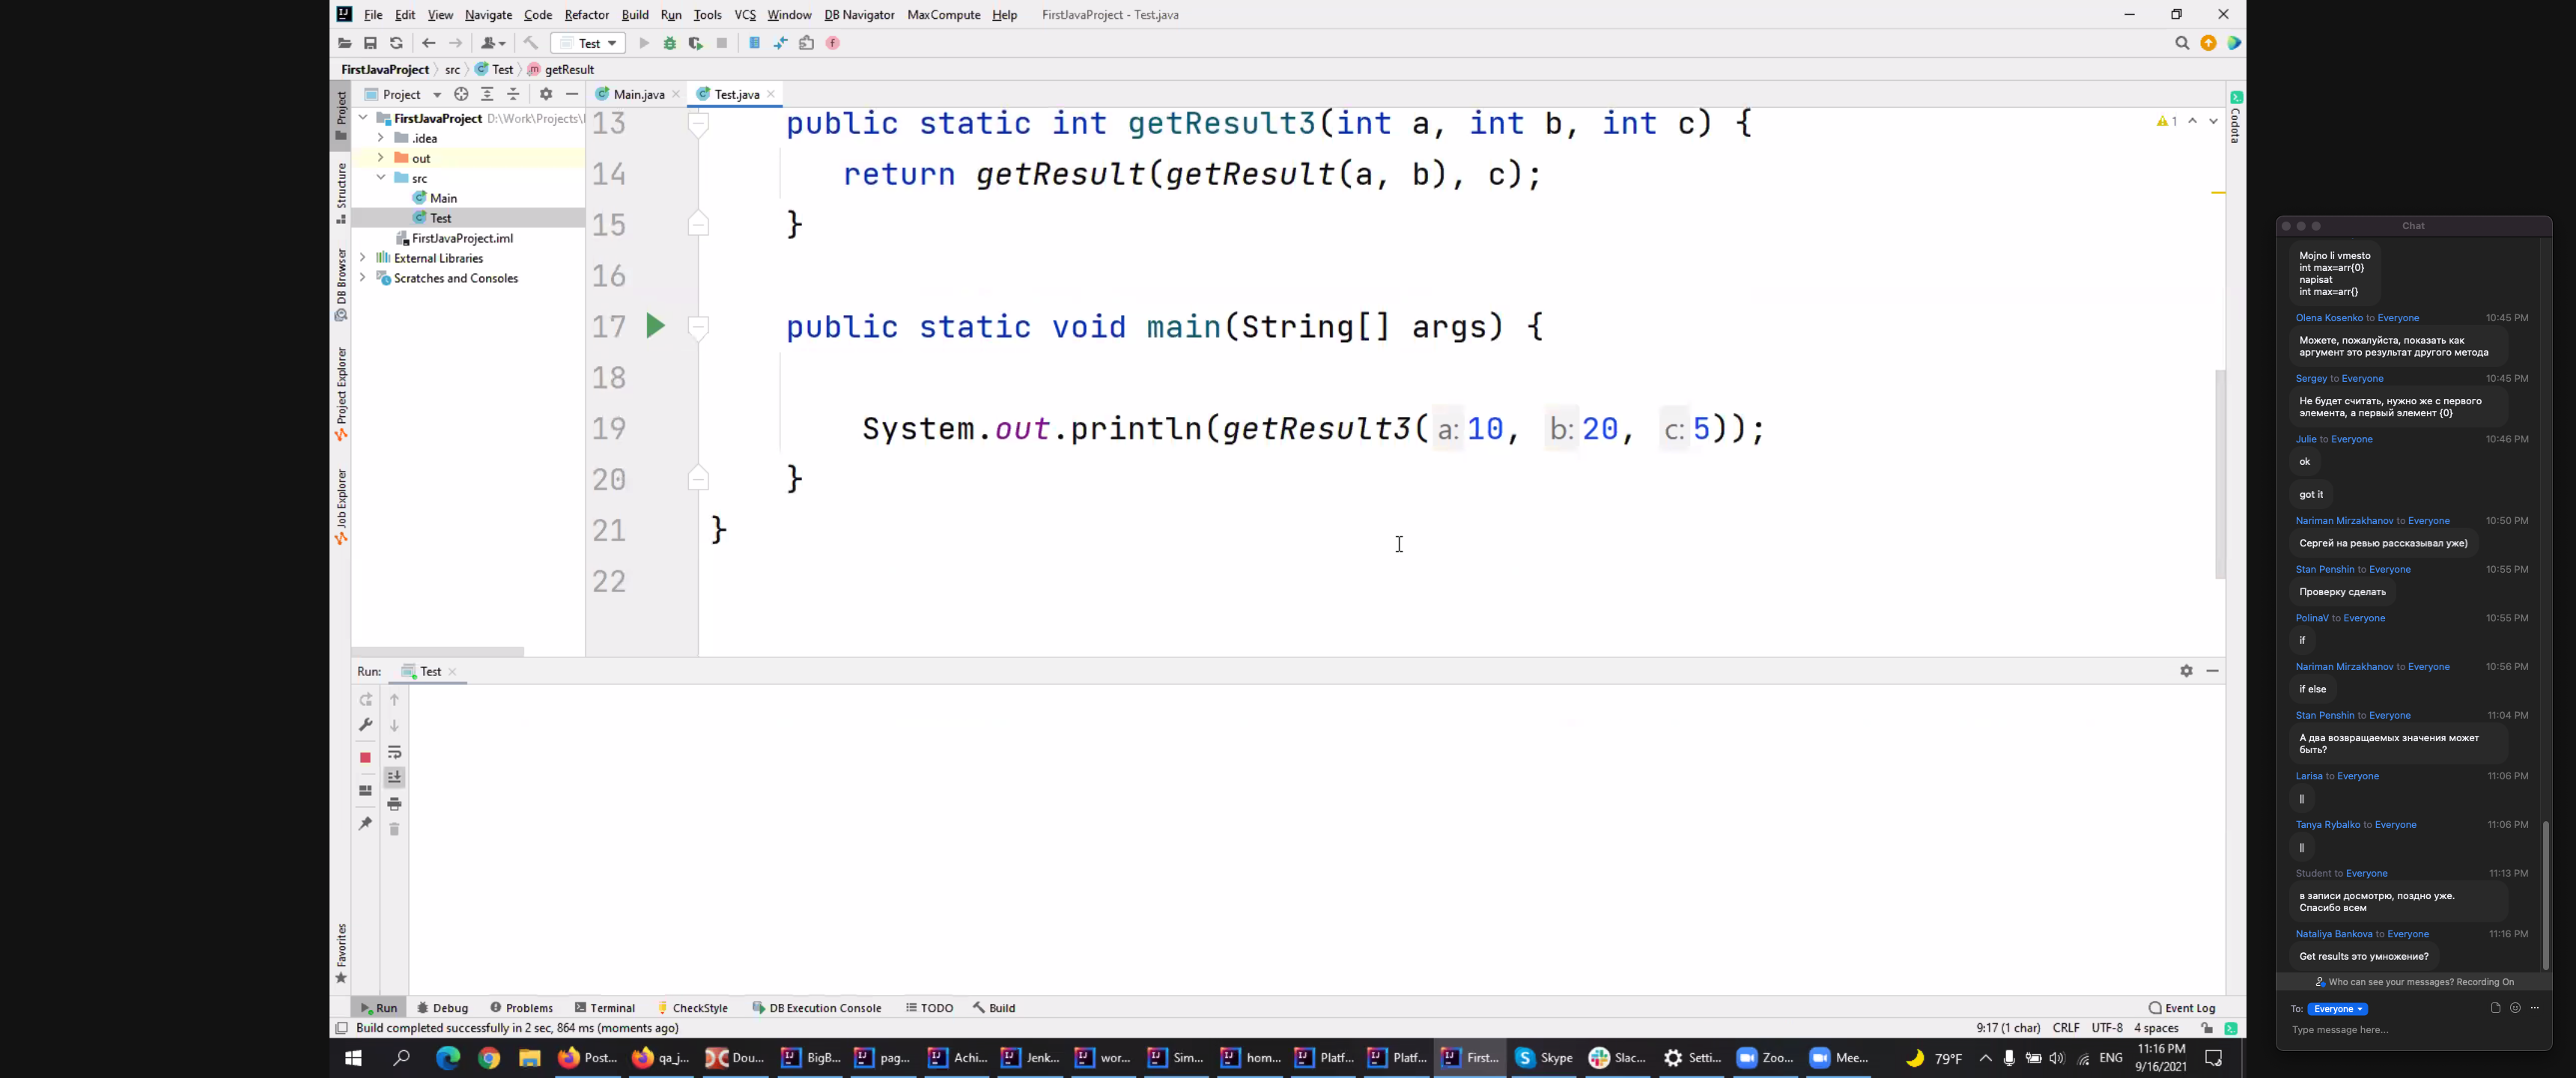 File Edit View Navigate Code Refactor Build Run Tools VCS Window DB Navigator MaxCompute Help FirstJavaProject - Test.java
Test
FirstJavaProject src Test getResult
Project
Main.java
Test.java
FirstJavaProject
.idea
out
src
Main
Test
FirstJavaProject.iml
External Libraries
Scratches and Consoles
Project
Structure
DB Browser
Project Explorer
Job Explorer
Favorites
13 public static int getResult3(int a, int b, int c) {
14 return getResult(getResult(a, b), c);
15 }
16
17 public static void main(String[] args) {
18
19 System.out.println(getResult3( a: 10, b: 20, c: 5));
20 }
21 }
22
1
Codota
Run: Test
Run Debug Problems Terminal CheckStyle DB Execution Console TODO Build Event Log
Build completed successfully in 2 sec, 864 ms (moments ago) 9:17 (1 char) CRLF UTF-8 4 spaces
Post... qa_j... Dou... BigB... pag... Achi... Jenk... wor... Sim... hom... Platf... Platf... First... Skype Slac... Setti... Zoo... Mee... 79°F ENG
11:16 PM
9/16/2021
Chat
Mojno li vmesto
int max=arr{0}
napisat
int max=arr{}
Olena Kosenko to Everyone 10:45 PM
Можете, пожалуйста, показать как
аргумент это результат другого метода
Sergey to Everyone 10:45 PM
Не будет считать, нужно же с первого
элемента, а первый элемент {0}
Julie to Everyone 10:46 PM
ok
got it
Nariman Mirzakhanov to Everyone 10:50 PM
Сергей на ревью рассказывал уже)
Stan Penshin to Everyone 10:55 PM
Проверку сделать
PolinaV to Everyone 10:55 PM
if
Nariman Mirzakhanov to Everyone 10:56 PM
if else
Stan Penshin to Everyone 11:04 PM
А два возвращаемых значения может
быть?
Larisa to Everyone 11:06 PM
||
Tanya Rybalko to Everyone 11:06 PM
||
Student to Everyone 11:13 PM
в записи досмотрю, поздно уже.
Спасибо всем
Nataliya Bankova to Everyone 11:16 PM
Get results это умножение?
Who can see your messages? Recording On
To: Everyone
Type message here...